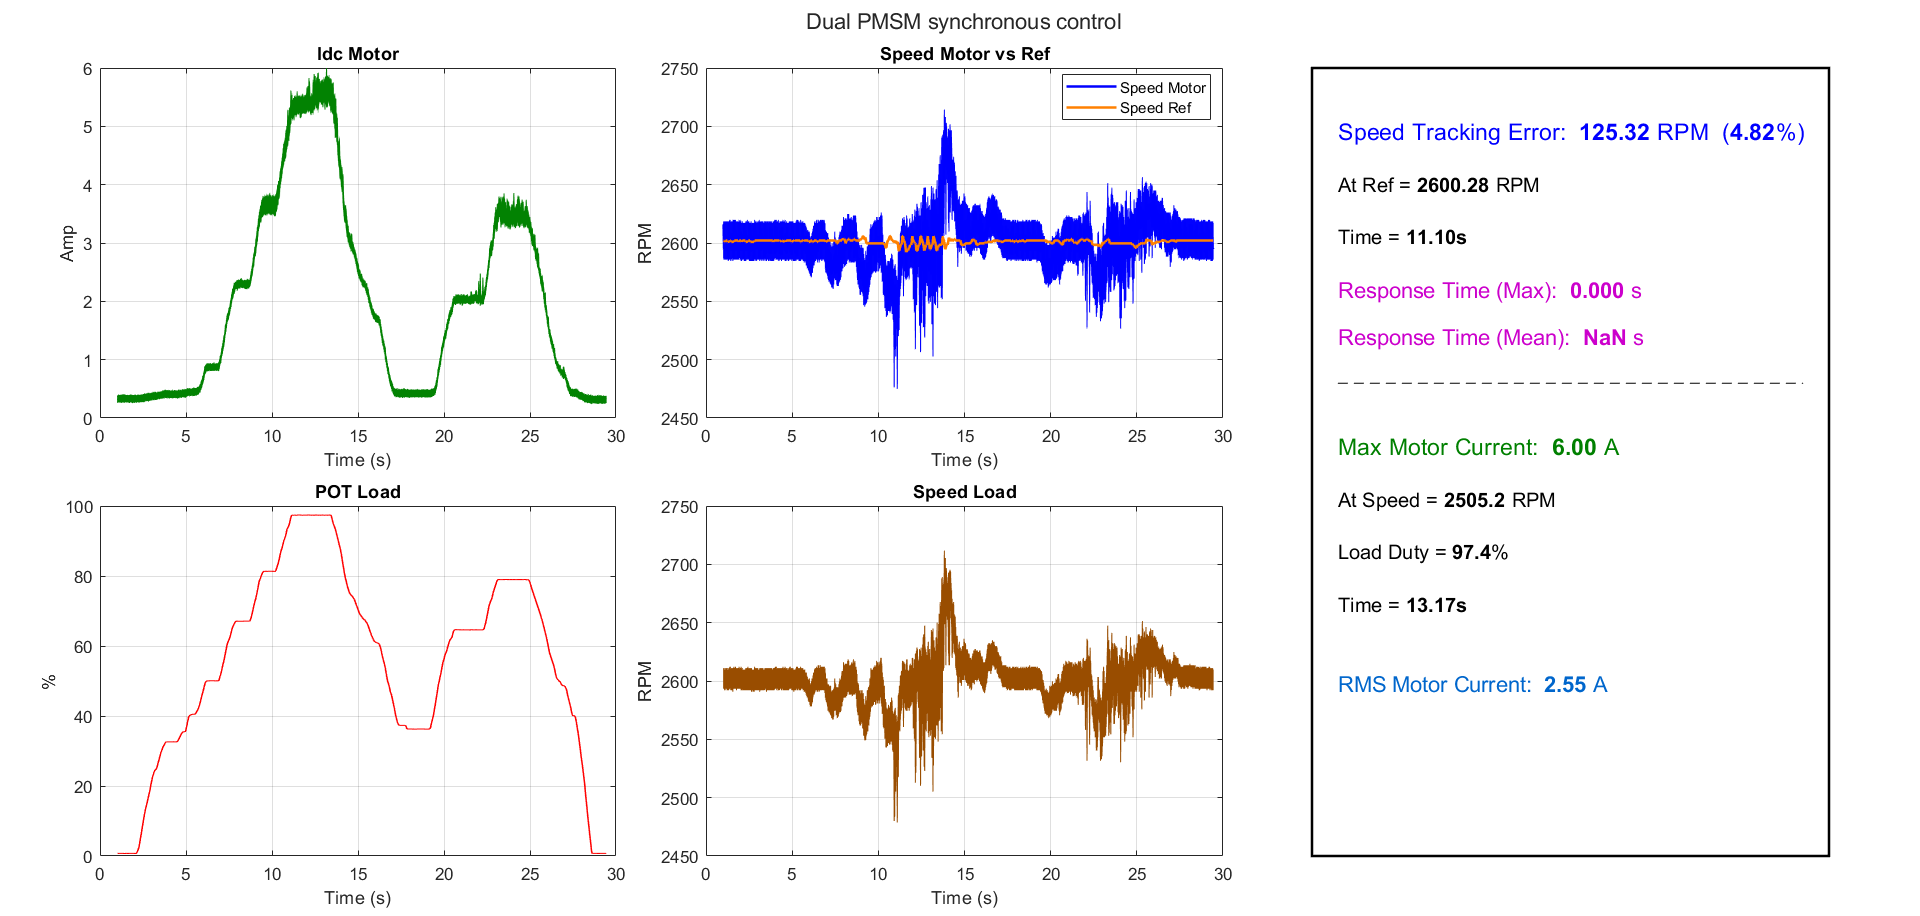 Dual PMSM synchronous control
Idc Motor
6
5
4
3
2
1
0
Amp
0 5 10 15 20 25 30
Time (s)
Speed Motor vs Ref
2750
2700
2650
2600
2550
2500
2450
RPM
Speed Motor
Speed Ref
0 5 10 15 20 25 30
Time (s)
POT Load
100
80
60
40
20
0
%
0 5 10 15 20 25 30
Time (s)
Speed Load
2750
2700
2650
2600
2550
2500
2450
RPM
0 5 10 15 20 25 30
Time (s)
Speed Tracking Error: 125.32 RPM (4.82%)
At Ref = 2600.28 RPM
Time = 11.10s
Response Time (Max): 0.000 s
Response Time (Mean): NaN s
Max Motor Current: 6.00 A
At Speed = 2505.2 RPM
Load Duty = 97.4%
Time = 13.17s
RMS Motor Current: 2.55 A